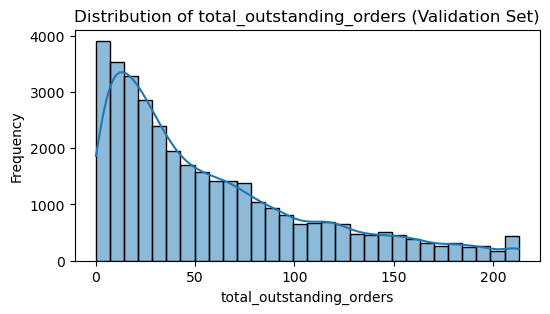 Distribution of total_outstanding_orders (Validation Set)
4000
3000
2000
1000
0
Frequency
0 50 100 150 200
total_outstanding_orders